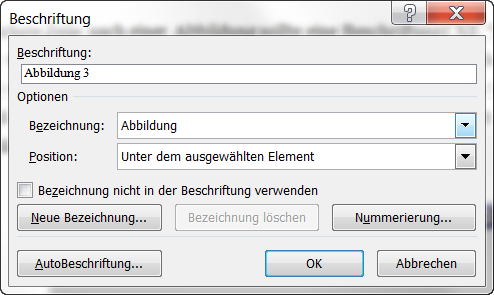 Beschriftung
Beschriftung:
Abbildung 3
Optionen
Bezeichnung: Abbildung
Position: Unter dem ausgewählten Element
Bezeichnung nicht in der Beschriftung verwenden
Neue Bezeichnung... Bezeichnung löschen Nummerierung...
AutoBeschriftung... OK Abbrechen